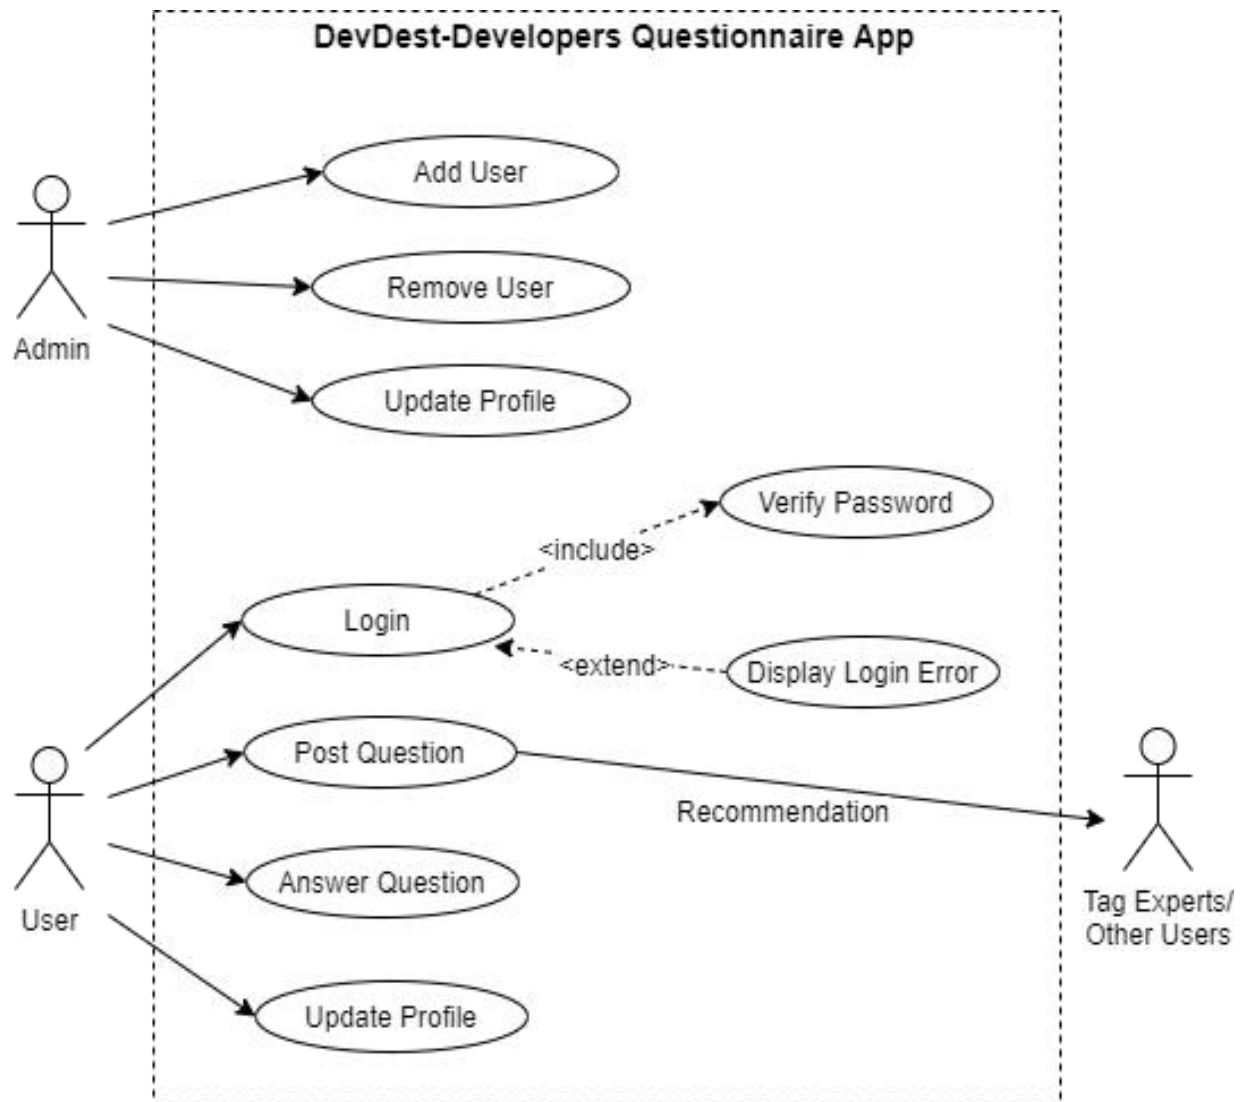 DevDest-Developers Questionnaire App
Add User
Remove User
Admin
Update Profile
Verify Password
<include>
Login
<extend>
Display Login Error
Post Question
Recommendation
Answer Question
User
Tag Experts/
Other Users
Update Profile